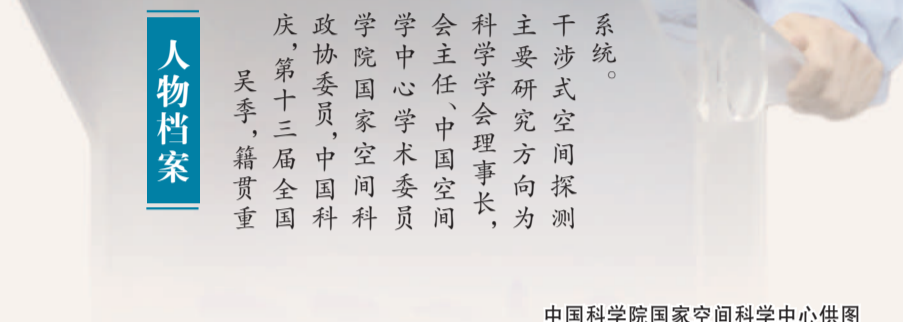 人物档案
吴季，籍贯重
庆，第十三届全国
政协委员，中国科
学院国家空间科
学中心学术委员
会主任、中国空间
科学学会理事长，
主要研究方向为
干涉式空间探测
系统。
中国科学院国家空间科学中心供图